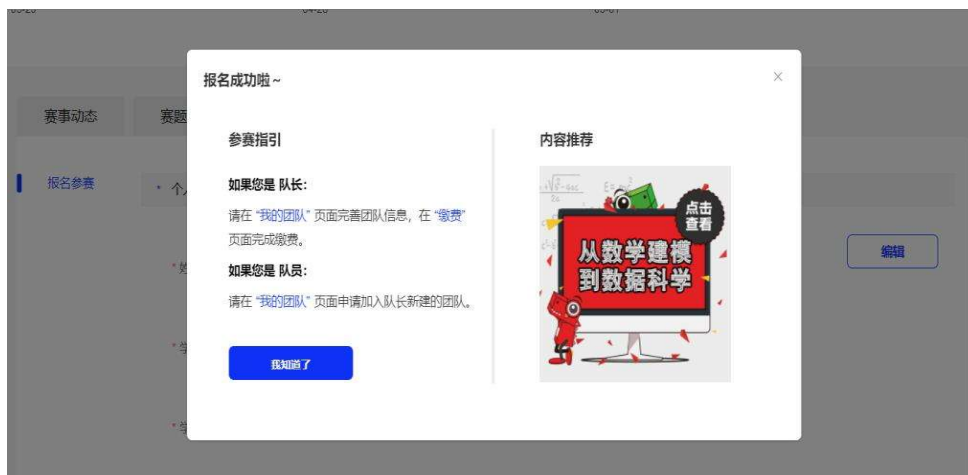 报名成功啦~
赛事动态
赛题
报名参赛
* 个人
编辑
参赛指引
如果您是 队长：
请在 “我的团队” 页面完善团队信息，在 “缴费”
页面完成缴费。
如果您是 队员：
请在 “我的团队” 页面申请加入队长新建的团队。
我知道了
内容推荐
点击
查看
从数学建模
到数据科学